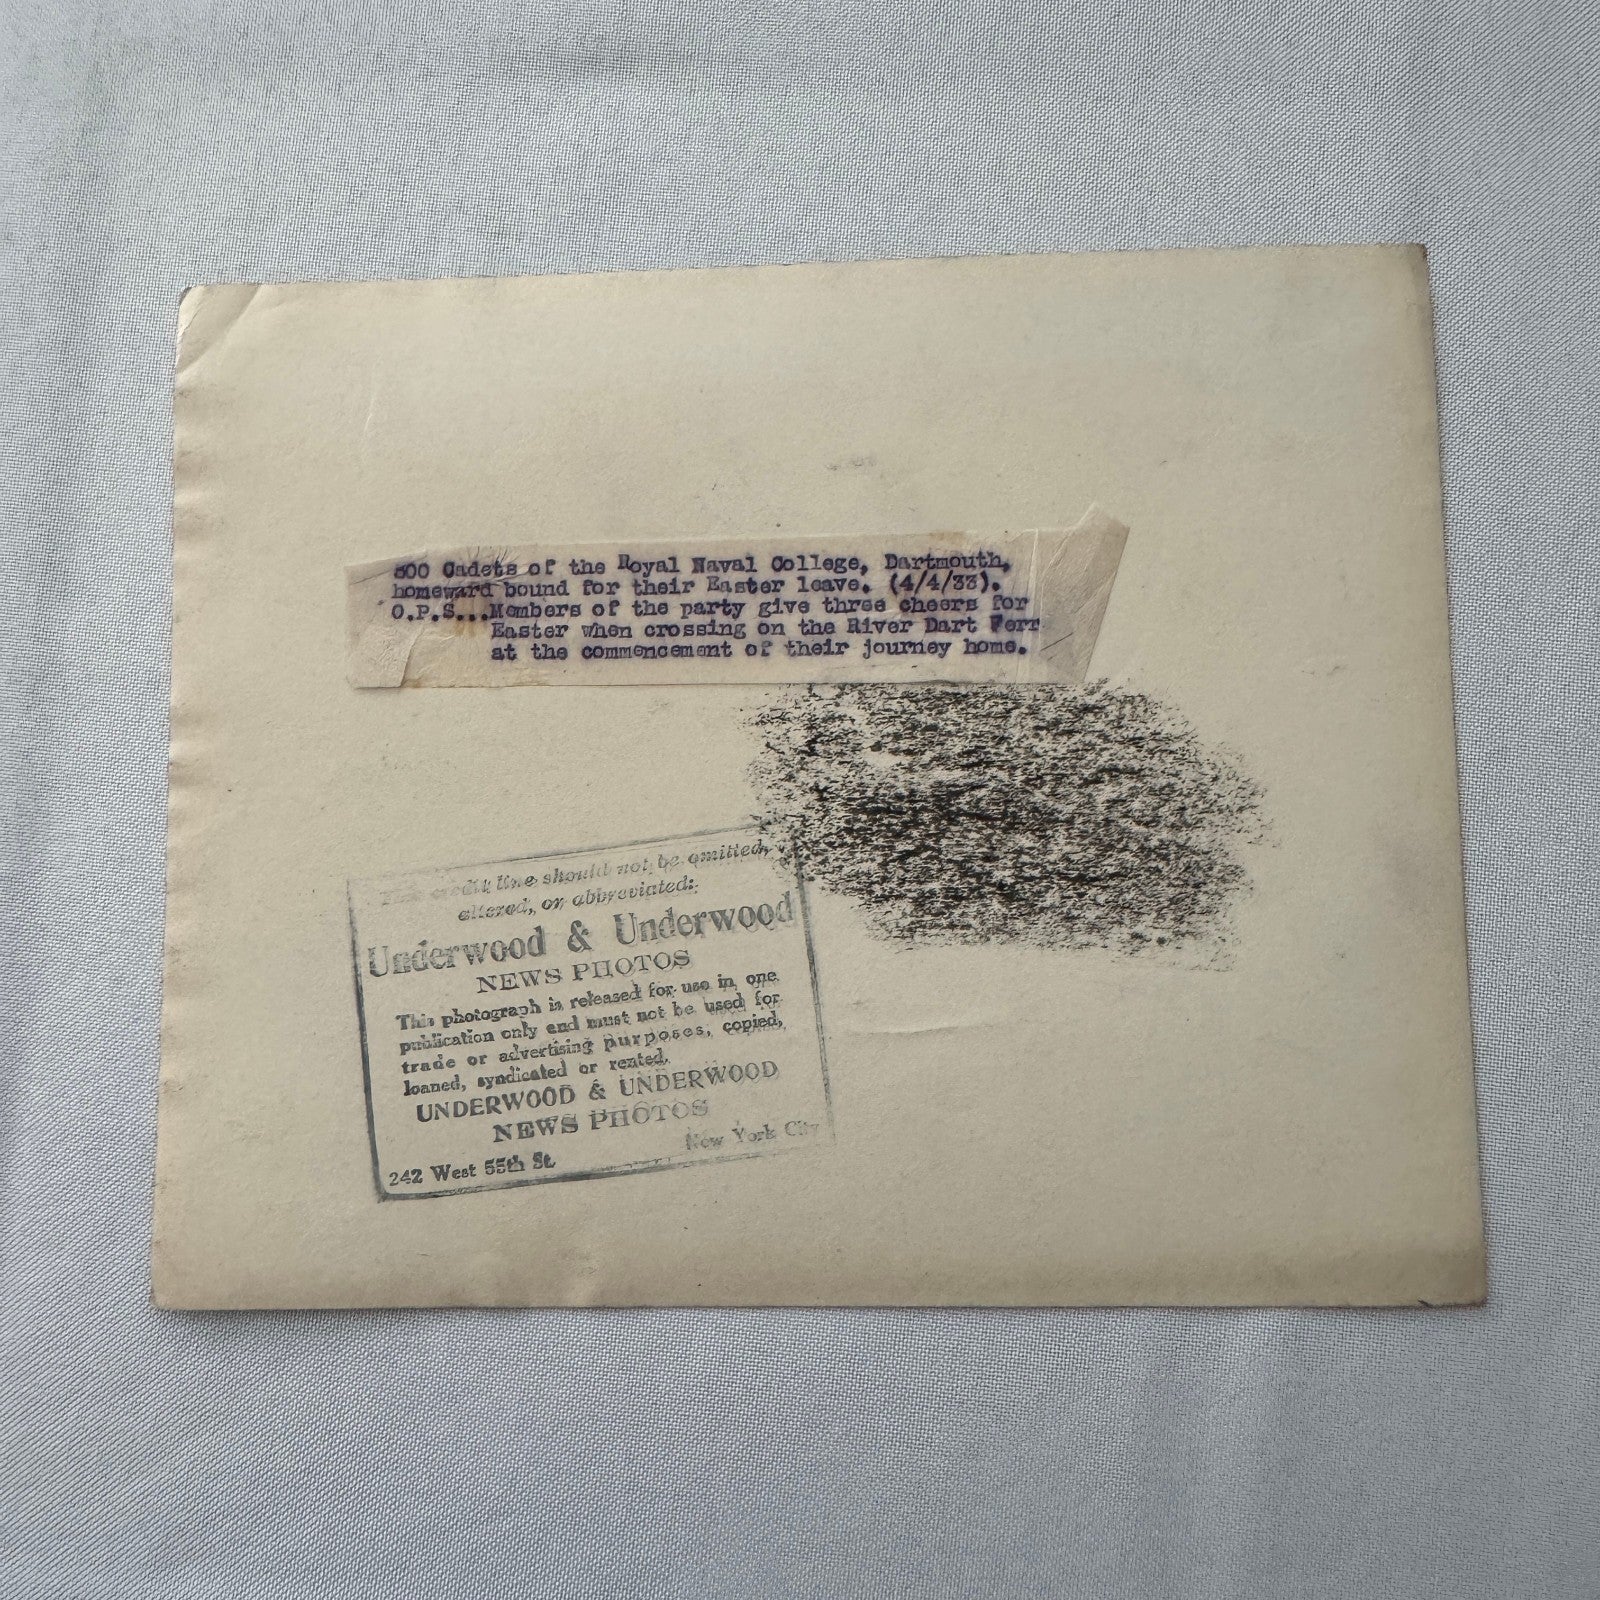 500 Cadets of the Royal Naval College, Dartmouth,
homeward bound for their Easter leave. (4/4/33).
O.P.S...Members of the party give three cheers for
Easter when crossing on the River Dart Ferr
at the commencement of their journey home.
This credit line should not be omitted,
altered, or abbreviated:
Underwood & Underwood
NEWS PHOTOS
This photograph is released for use in one
publication only and must not be used for
trade or advertising purposes, copied,
loaned, syndicated or rented.
UNDERWOOD & UNDERWOOD
NEWS PHOTOS
242 West 55th St. New York City